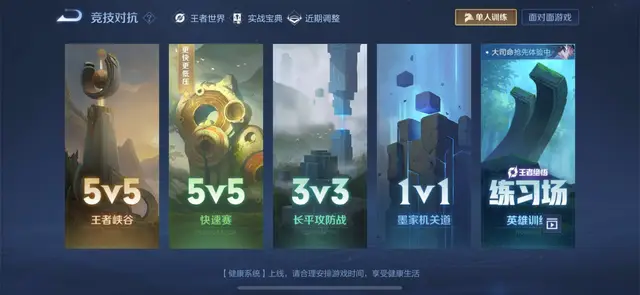 竞技对抗 ?
王者世界
实战宝典
近期调整
单人训练
面对面游戏
5v5
王者峡谷
更快更疯狂
5v5
快速赛
3v3
长平攻防战
1v1
墨家机关道
大司命抢先体验中
王者绝悟
练习场
英雄训练
【健康系统】上线，请合理安排游戏时间，享受健康生活